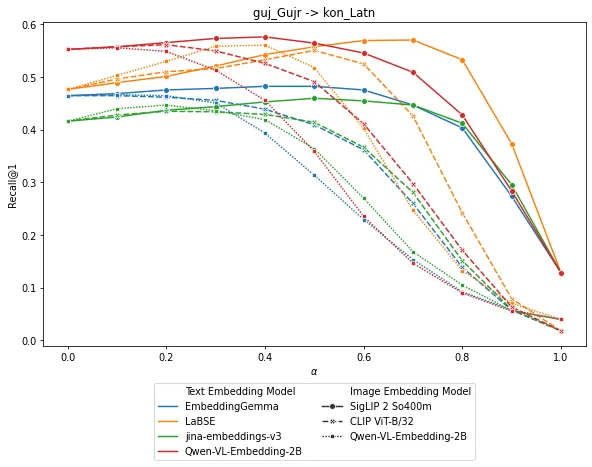 guj_Gujr -> kon_Latn
0.6
0.5
0.4
0.3
0.2
0.1
0.0
Recall@1
0.0
0.2
0.4
0.6
0.8
1.0
α
Text Embedding Model
EmbeddingGemma
LaBSE
jina-embeddings-v3
Qwen-VL-Embedding-2B
Image Embedding Model
SigLIP 2 So400m
CLIP ViT-B/32
Qwen-VL-Embedding-2B